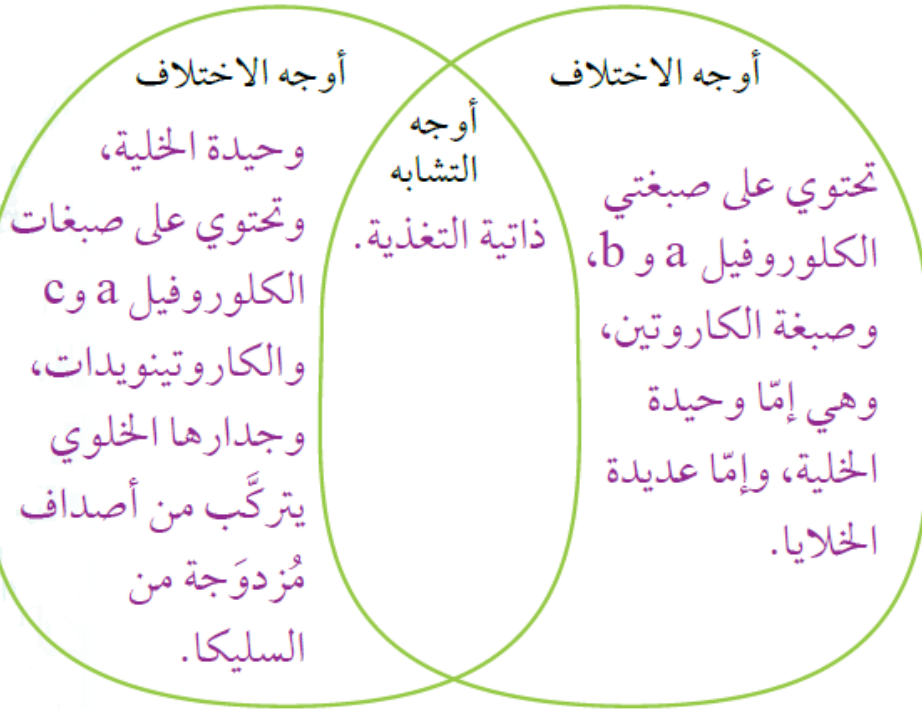 أوجه الاختلاف
تحتوي على صبغتي
الكلوروفيل a و b،
وصبغة الكاروتين،
وهي إمّا وحيدة
الخلية، وإمّا عديدة
الخلايا.
أوجه
التشابه
ذاتية التغذية.
أوجه الاختلاف
وحيدة الخلية،
وتحتوي على صبغات
الكلوروفيل a وc
والكاروتينويدات،
وجدارها الخلوي
يتركَّب من أصداف
مُزدوَجة من
السليكا.